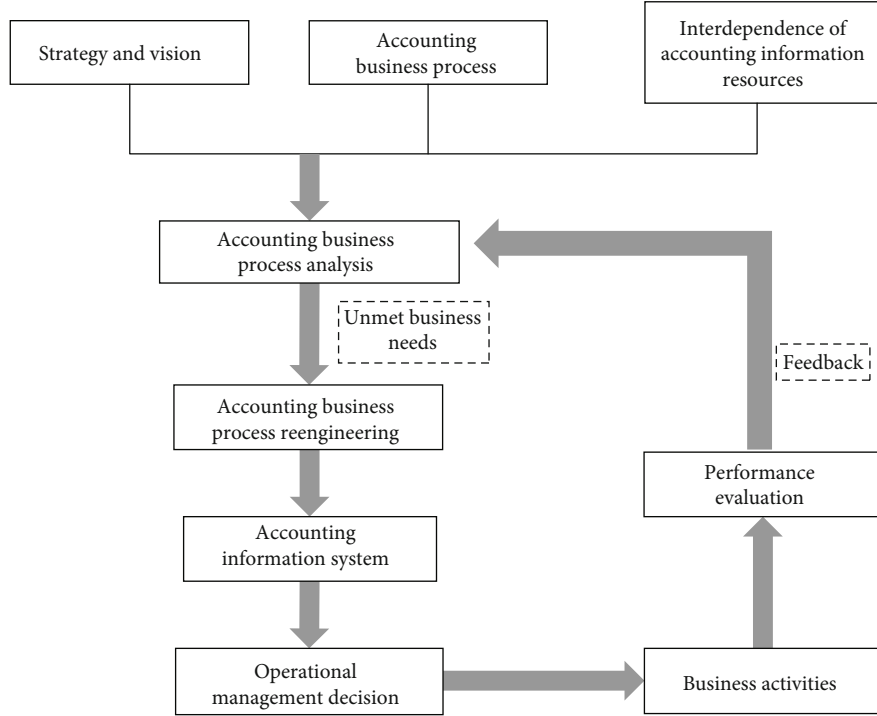 Strategy and vision
Accounting
business process
Interdependence of
accounting information
resources
Accounting business
process analysis
Unmet business
needs
Feedback
Accounting business
process reengineering
Performance
evaluation
Accounting
information system
Operational
management decision
Business activities